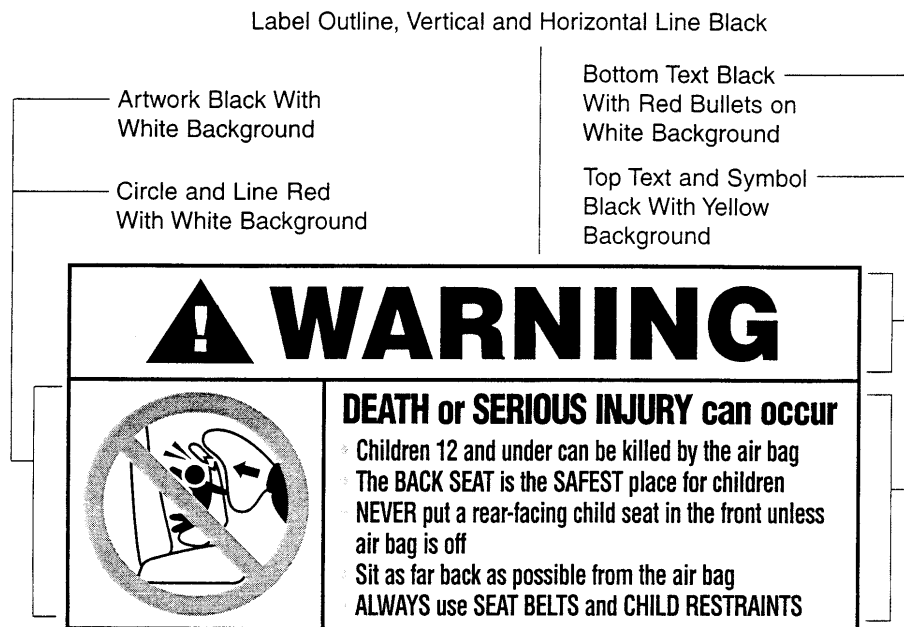 Label Outline, Vertical and Horizontal Line Black
Artwork Black With
White Background
Circle and Line Red
With White Background
Bottom Text Black
With Red Bullets on
White Background
Top Text and Symbol
Black With Yellow
Background
! WARNING
DEATH or SERIOUS INJURY can occur
Children 12 and under can be killed by the air bag
The BACK SEAT is the SAFEST place for children
NEVER put a rear-facing child seat in the front unless
air bag is off
Sit as far back as possible from the air bag
ALWAYS use SEAT BELTS and CHILD RESTRAINTS